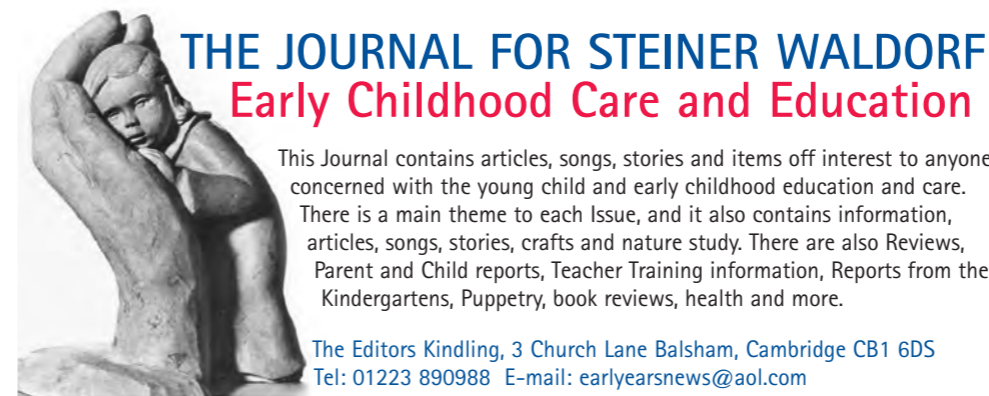 THE JOURNAL FOR STEINER WALDORF
Early Childhood Care and Education
This Journal contains articles, songs, stories and items off interest to anyone
concerned with the young child and early childhood education and care.
There is a main theme to each Issue, and it also contains information,
articles, songs, stories, crafts and nature study. There are also Reviews,
Parent and Child reports, Teacher Training information, Reports from the
Kindergartens, Puppetry, book reviews, health and more.
The Editors Kindling, 3 Church Lane Balsham, Cambridge CB1 6DS
Tel: 01223 890988 E-mail: earlyearsnews@aol.com